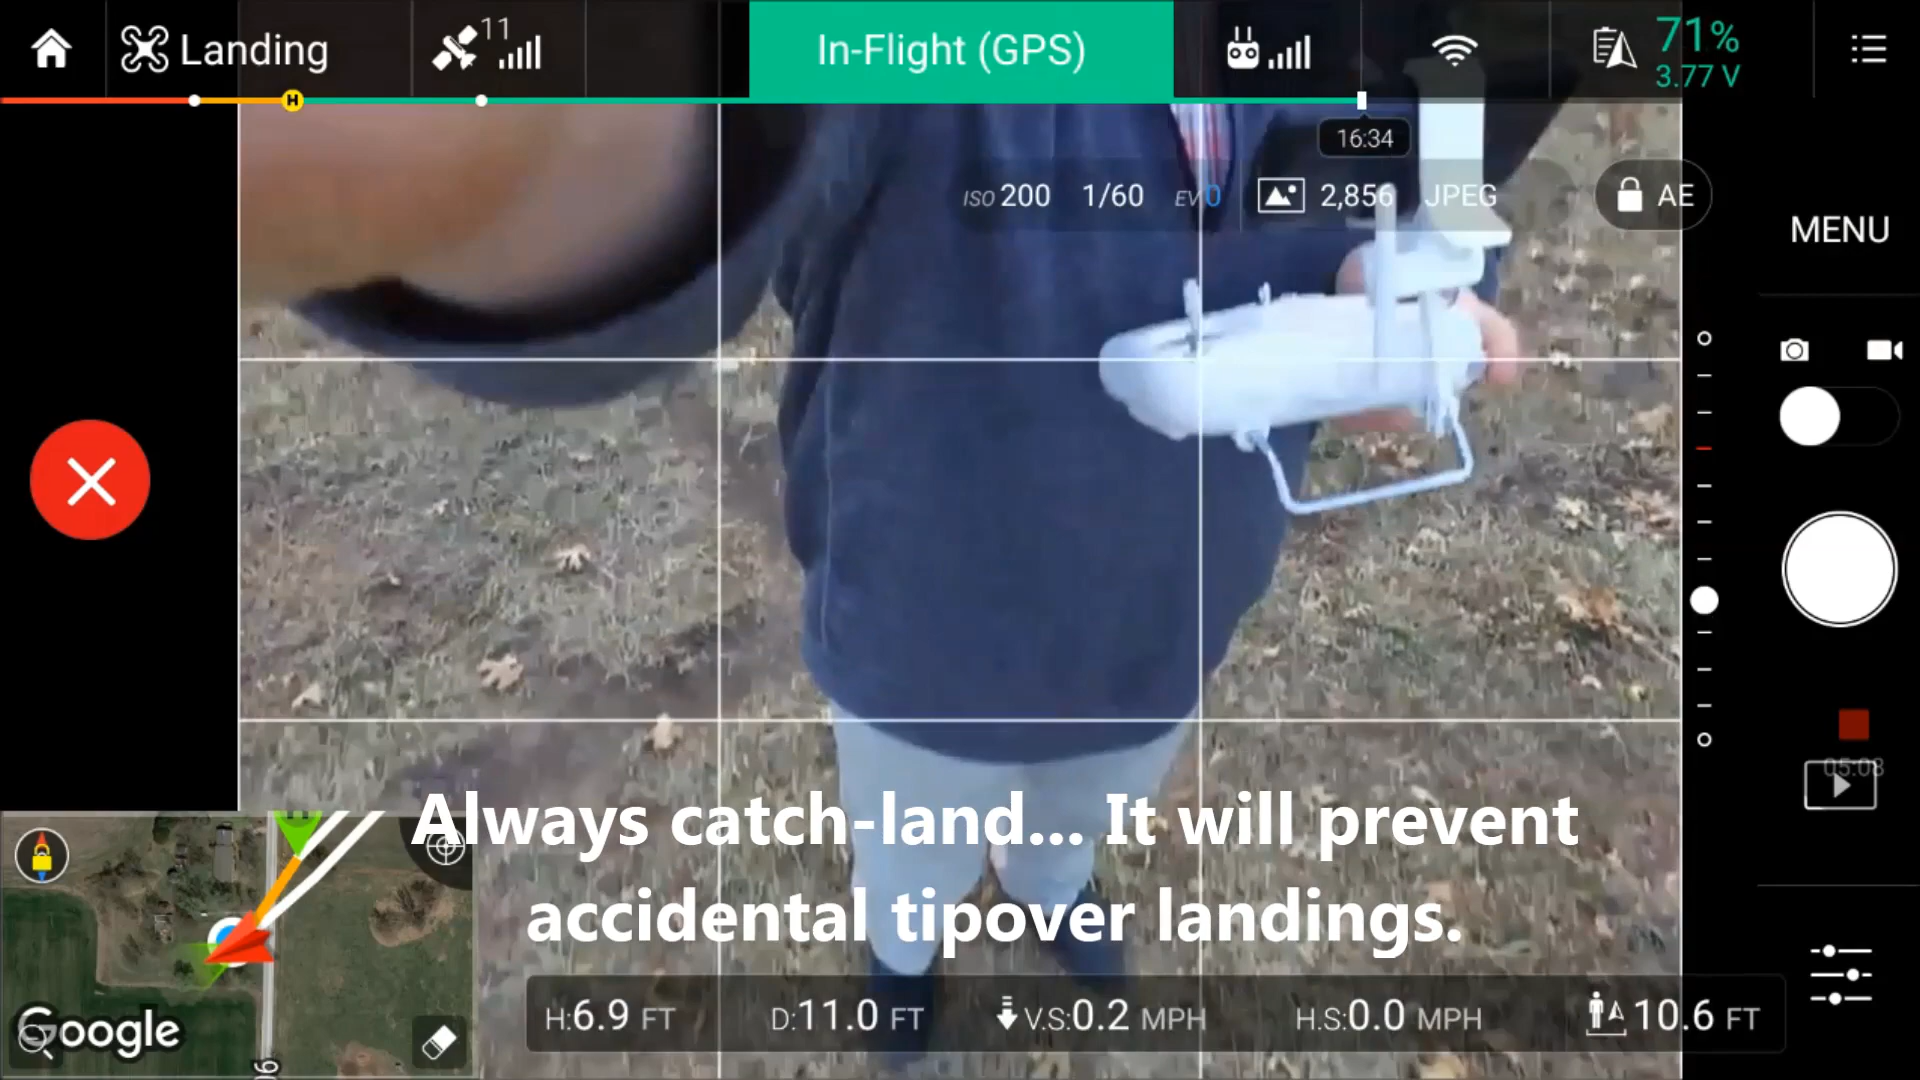 Landing
11
In-Flight (GPS)
71%
3.77 V
H
16:34
ISO 200 1/60 EV 0 2,856 JPEG
AE
MENU
05:08
Always catch-land... It will prevent
accidental tipover landings.
H:6.9 FT D:11.0 FT V.S:0.2 MPH H.S:0.0 MPH 10.6 FT
Google